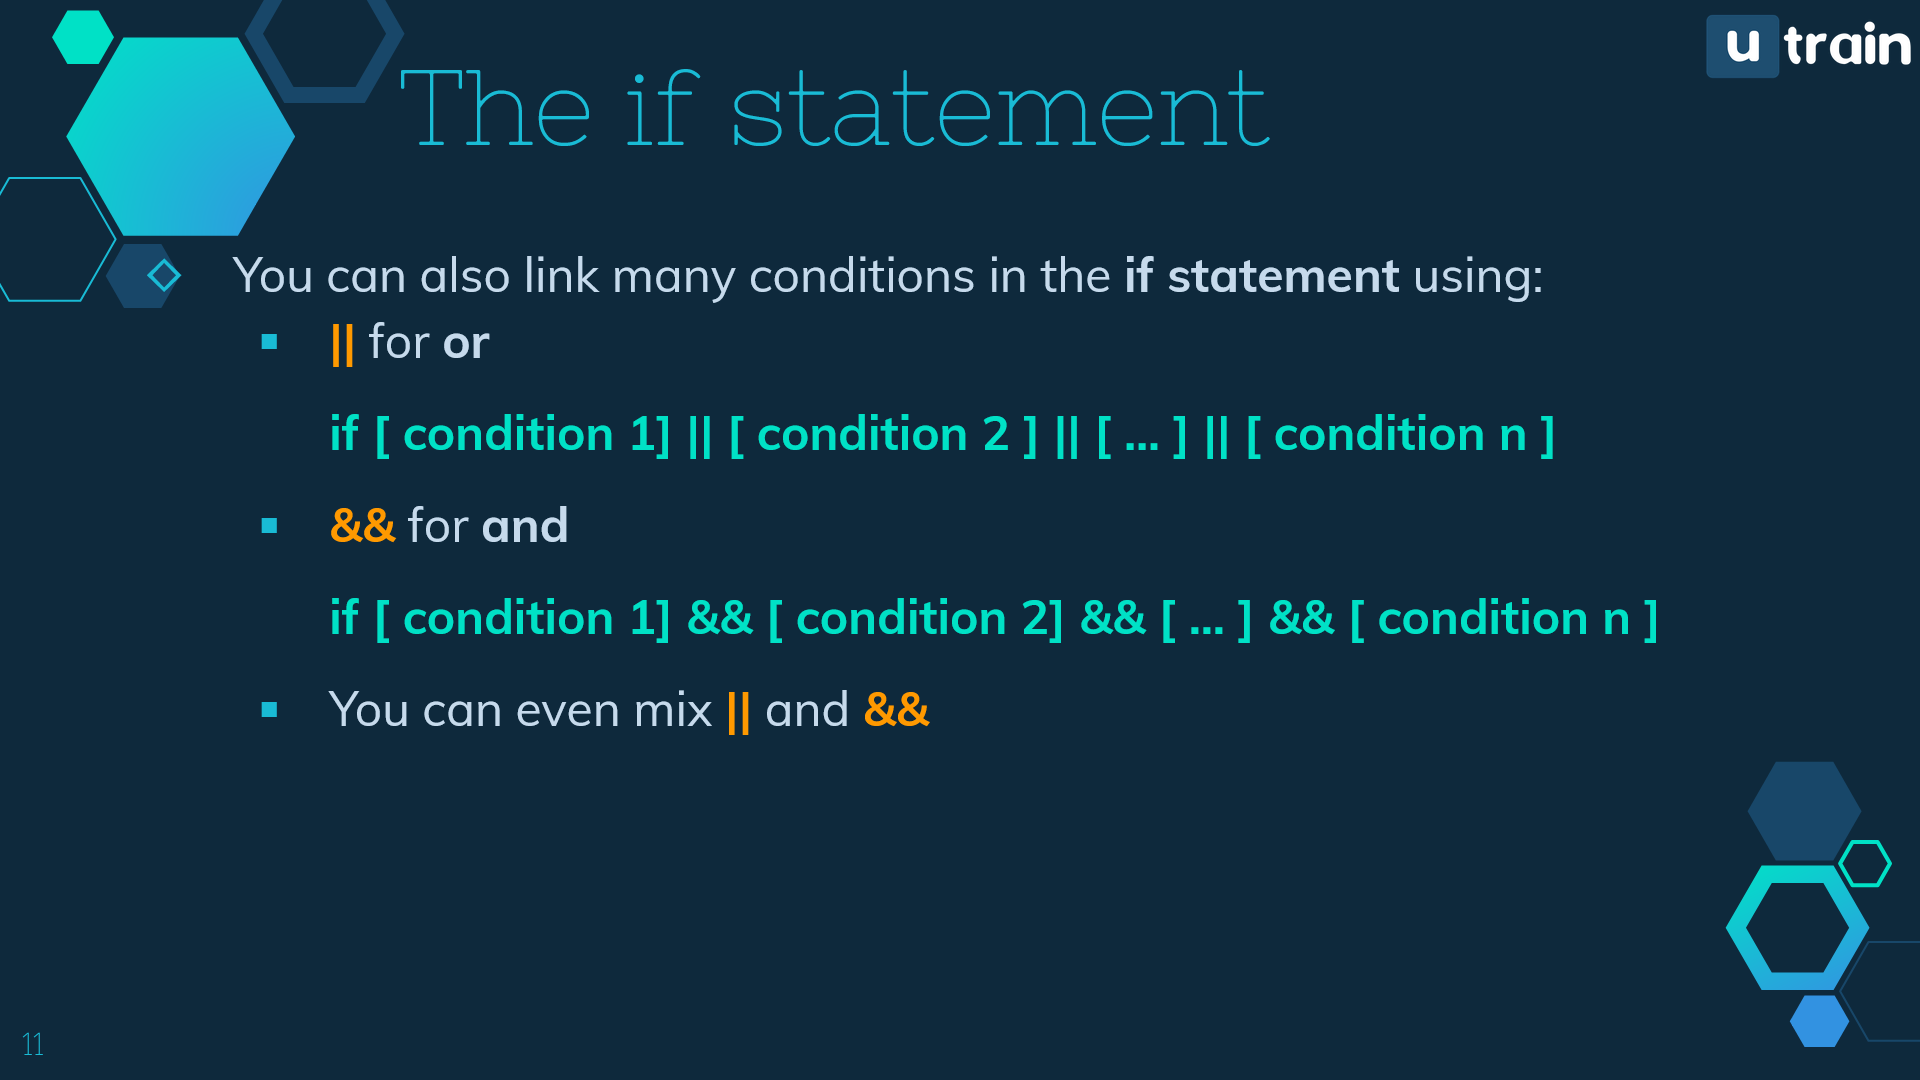 u train
The if statement
You can also link many conditions in the if statement using:
|| for or
if [ condition 1] || [ condition 2 ] || [ ... ] || [ condition n ]
&& for and
if [ condition 1] && [ condition 2] && [ ... ] && [ condition n ]
You can even mix || and &&
11